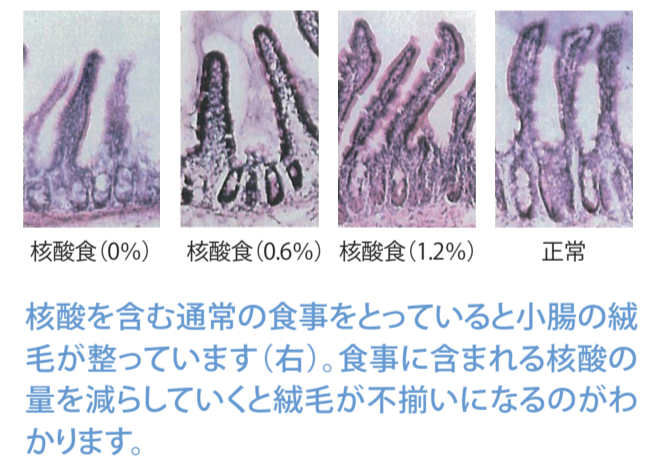 核酸食(0%) 核酸食(0.6%) 核酸食(1.2%) 正常
核酸を含む通常の食事をとっていると小腸の絨
毛が整っています(右)。食事に含まれる核酸の
量を減らしていくと絨毛が不揃いになるのがわ
かります。